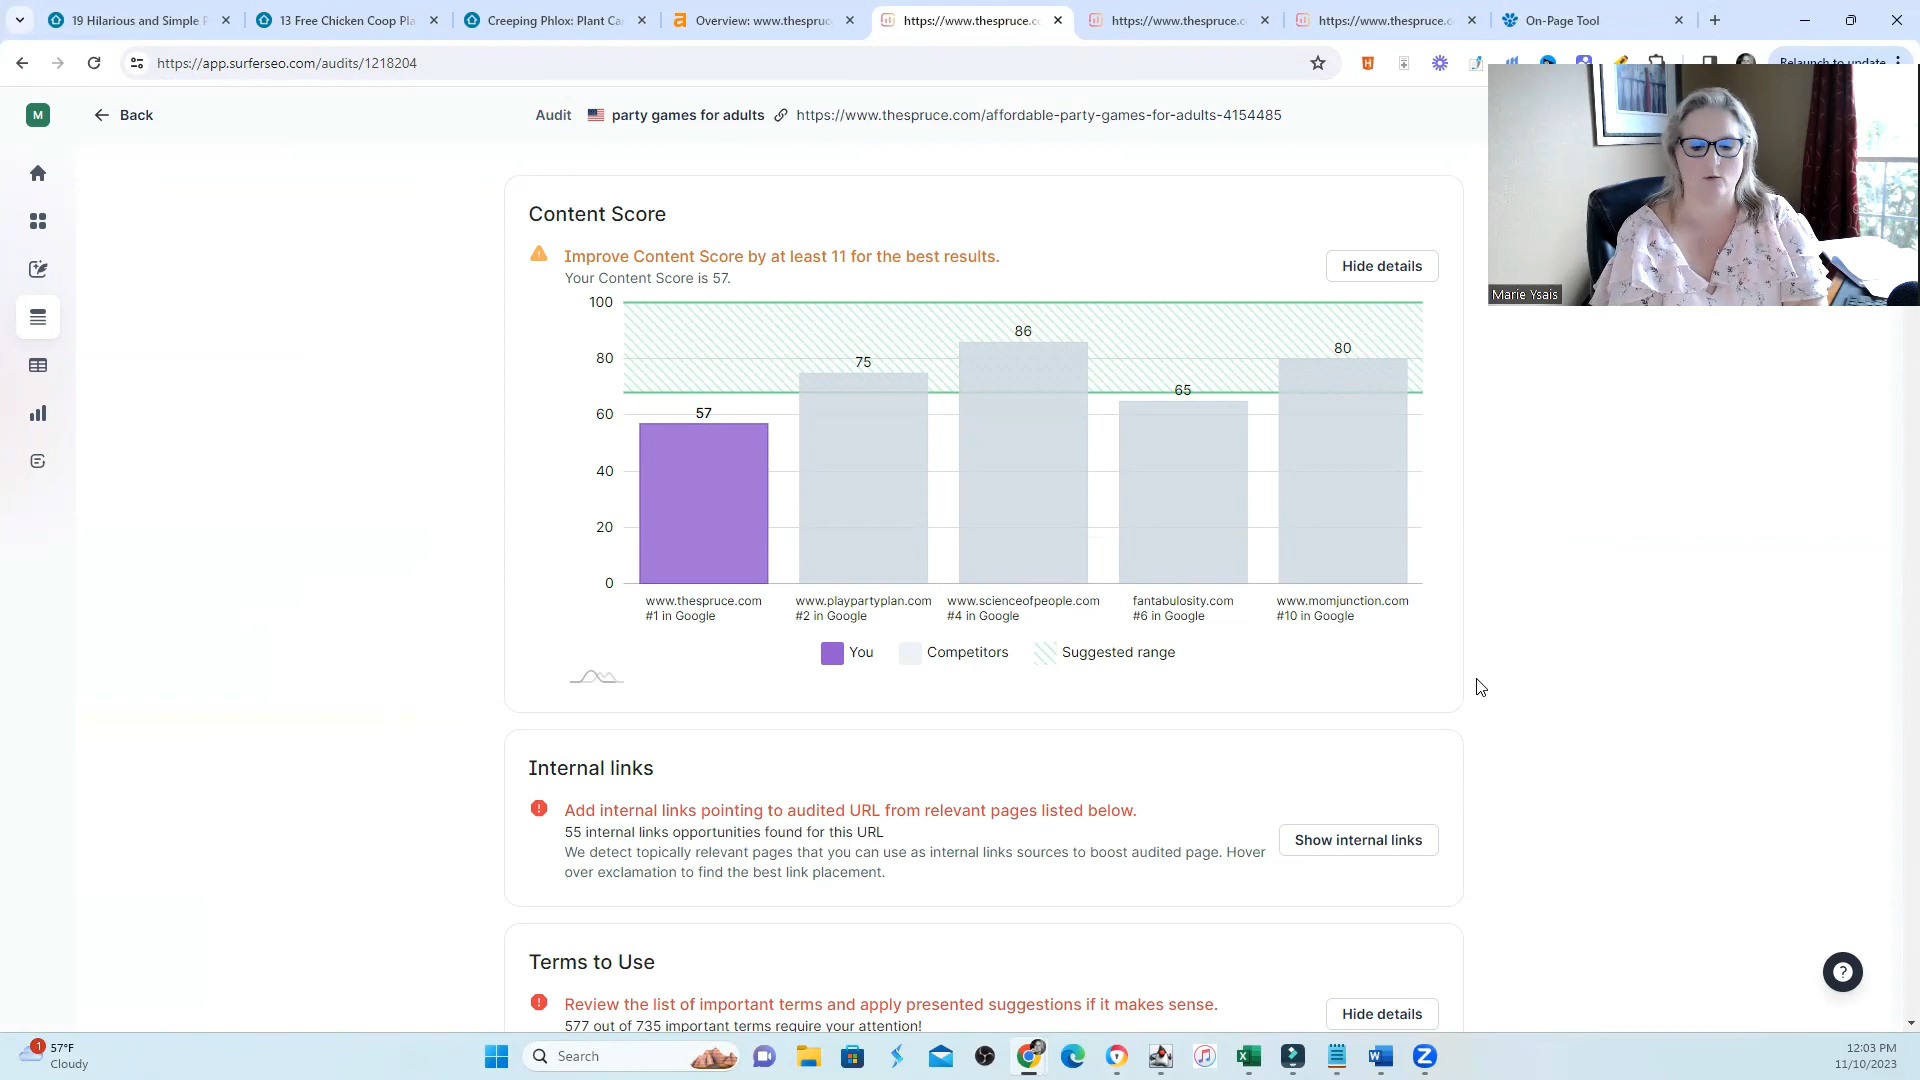 19 Hilarious and Simple P
13 Free Chicken Coop Pla
Creeping Phlox: Plant Ca
Overview: www.thespruc
https://www.thespruce.c
https://www.thespruce.c
https://www.thespruce.c
On-Page Tool
https://app.surferseo.com/audits/1218204
Relaunch to update
M
Back
Audit party games for adults https://www.thespruce.com/affordable-party-games-for-adults-4154485
Marie Ysais
Content Score
Improve Content Score by at least 11 for the best results.
Your Content Score is 57.
Hide details
100
80
60
40
20
0
57
75
86
65
80
www.thespruce.com
#1 in Google
www.playpartyplan.com
#2 in Google
www.scienceofpeople.com
#4 in Google
fantabulosity.com
#6 in Google
www.momjunction.com
#10 in Google
You
Competitors
Suggested range
Internal links
Add internal links pointing to audited URL from relevant pages listed below.
55 internal links opportunities found for this URL
We detect topically relevant pages that you can use as internal links sources to boost audited page. Hover
over exclamation to find the best link placement.
Show internal links
Terms to Use
Review the list of important terms and apply presented suggestions if it makes sense.
577 out of 735 important terms require your attention!
Hide details
1
57°F
Cloudy
Search
12:03 PM
11/10/2023